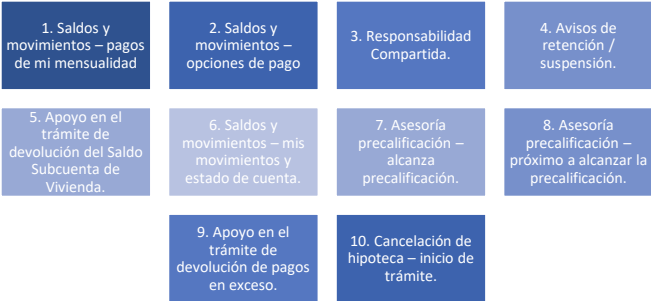 1. Saldos y
movimientos – pagos
de mi mensualidad
2. Saldos y
movimientos –
opciones de pago
3. Responsabilidad
Compartida.
4. Avisos de
retención /
suspensión.
5. Apoyo en el
trámite de
devolución del Saldo
Subcuenta de
Vivienda.
6. Saldos y
movimientos – mis
movimientos y
estado de cuenta.
7. Asesoría
precalificación –
alcanza
precalificación.
8. Asesoría
precalificación –
próximo a alcanzar la
precalificación.
9. Apoyo en el
trámite de
devolución de pagos
en exceso.
10. Cancelación de
hipoteca – inicio de
trámite.